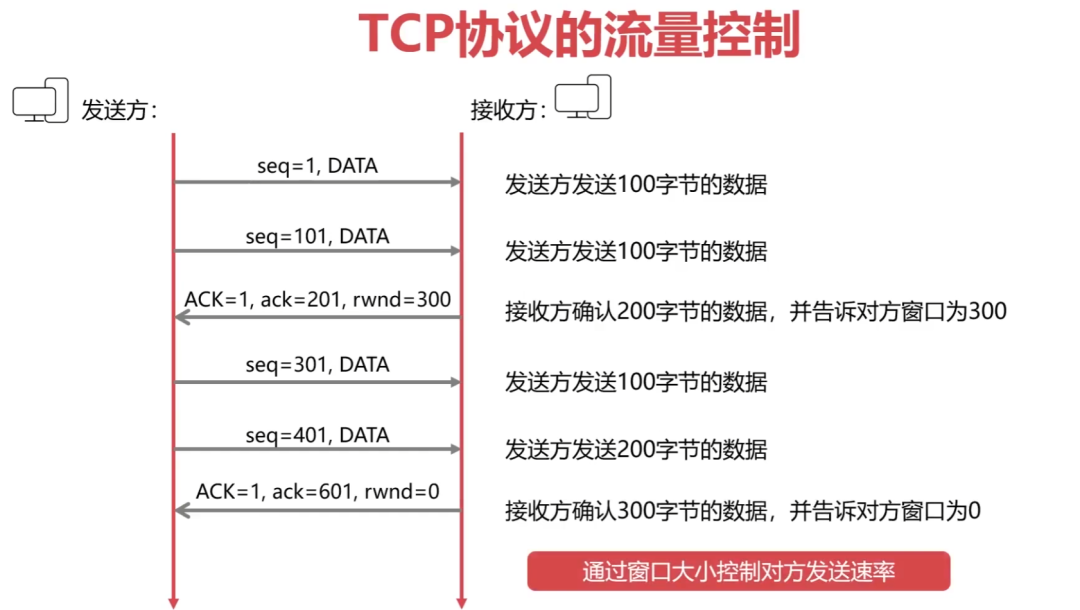 TCP协议的流量控制
发送方：
接收方：
seq=1, DATA
发送方发送100字节的数据
seq=101, DATA
发送方发送100字节的数据
ACK=1, ack=201, rwnd=300
接收方确认200字节的数据，并告诉对方窗口为300
seq=301, DATA
发送方发送100字节的数据
seq=401, DATA
发送方发送200字节的数据
ACK=1, ack=601, rwnd=0
接收方确认300字节的数据，并告诉对方窗口为0
通过窗口大小控制对方发送速率